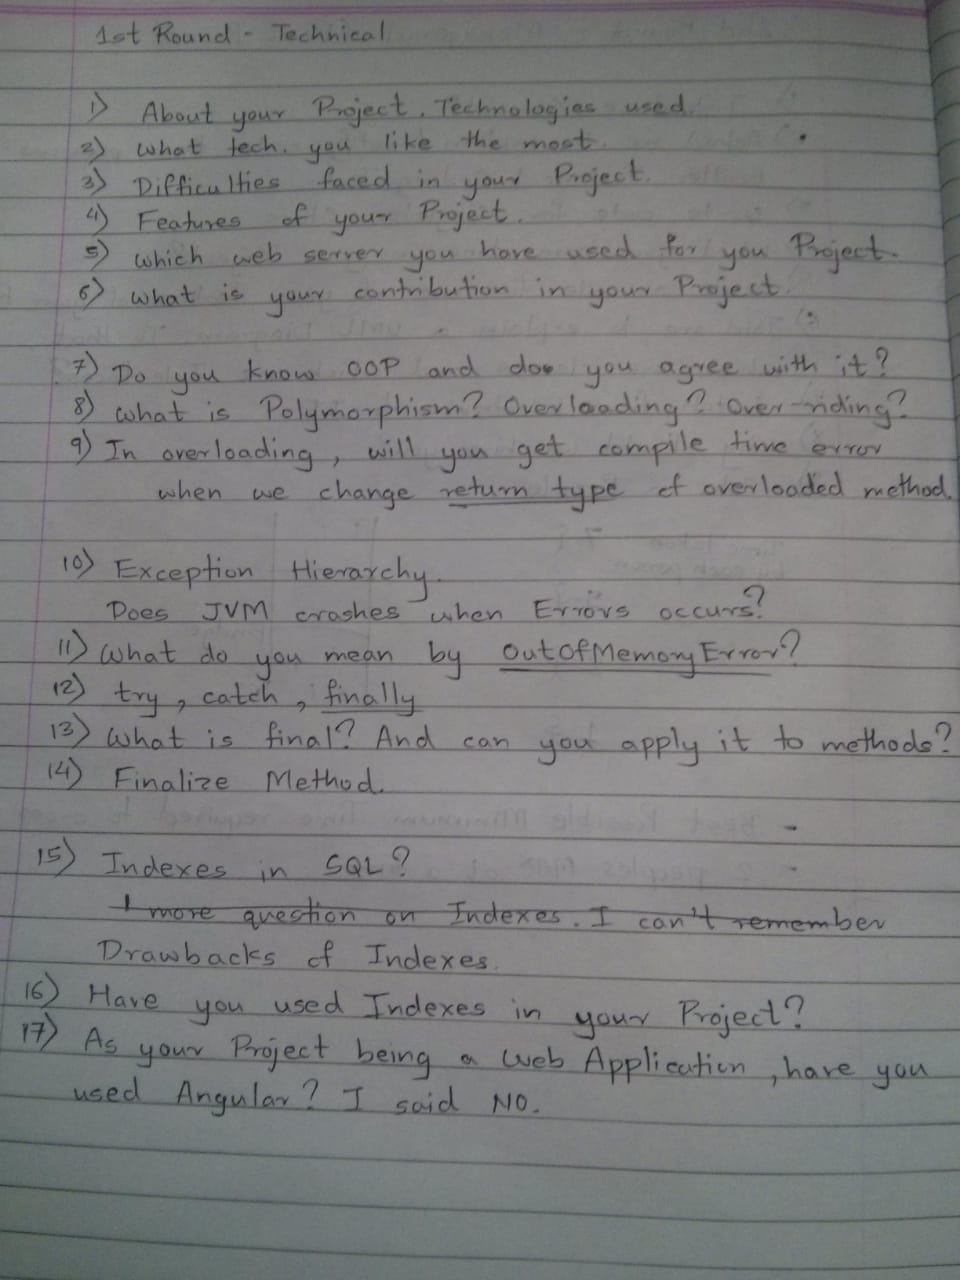 1st Round - Technical
1) About your Project. Technologies used.
2) What tech. you like the most.
3) Difficulties faced in your Project.
4) Features of your Project.
5) which web server you have used for you Project.
6) what is your contribution in your Project.
7) Do you know OOP and do you agree with it?
8) what is Polymorphism? Overloading? Over-riding?
9) In overloading, will you get compile time error
when we change return type of overloaded method.
10) Exception Hierarchy.
Does JVM crashes when Errors occurs?
11) What do you mean by OutOfMemoryError?
12) try, catch, finally
13) What is final? And can you apply it to methods?
14) Finalize Method.
15) Indexes in SQL?
1 more question on Indexes. I can't remember
Drawbacks of Indexes.
16) Have you used Indexes in your Project?
17) As your Project being a Web Application, have you
used Angular? I said NO.